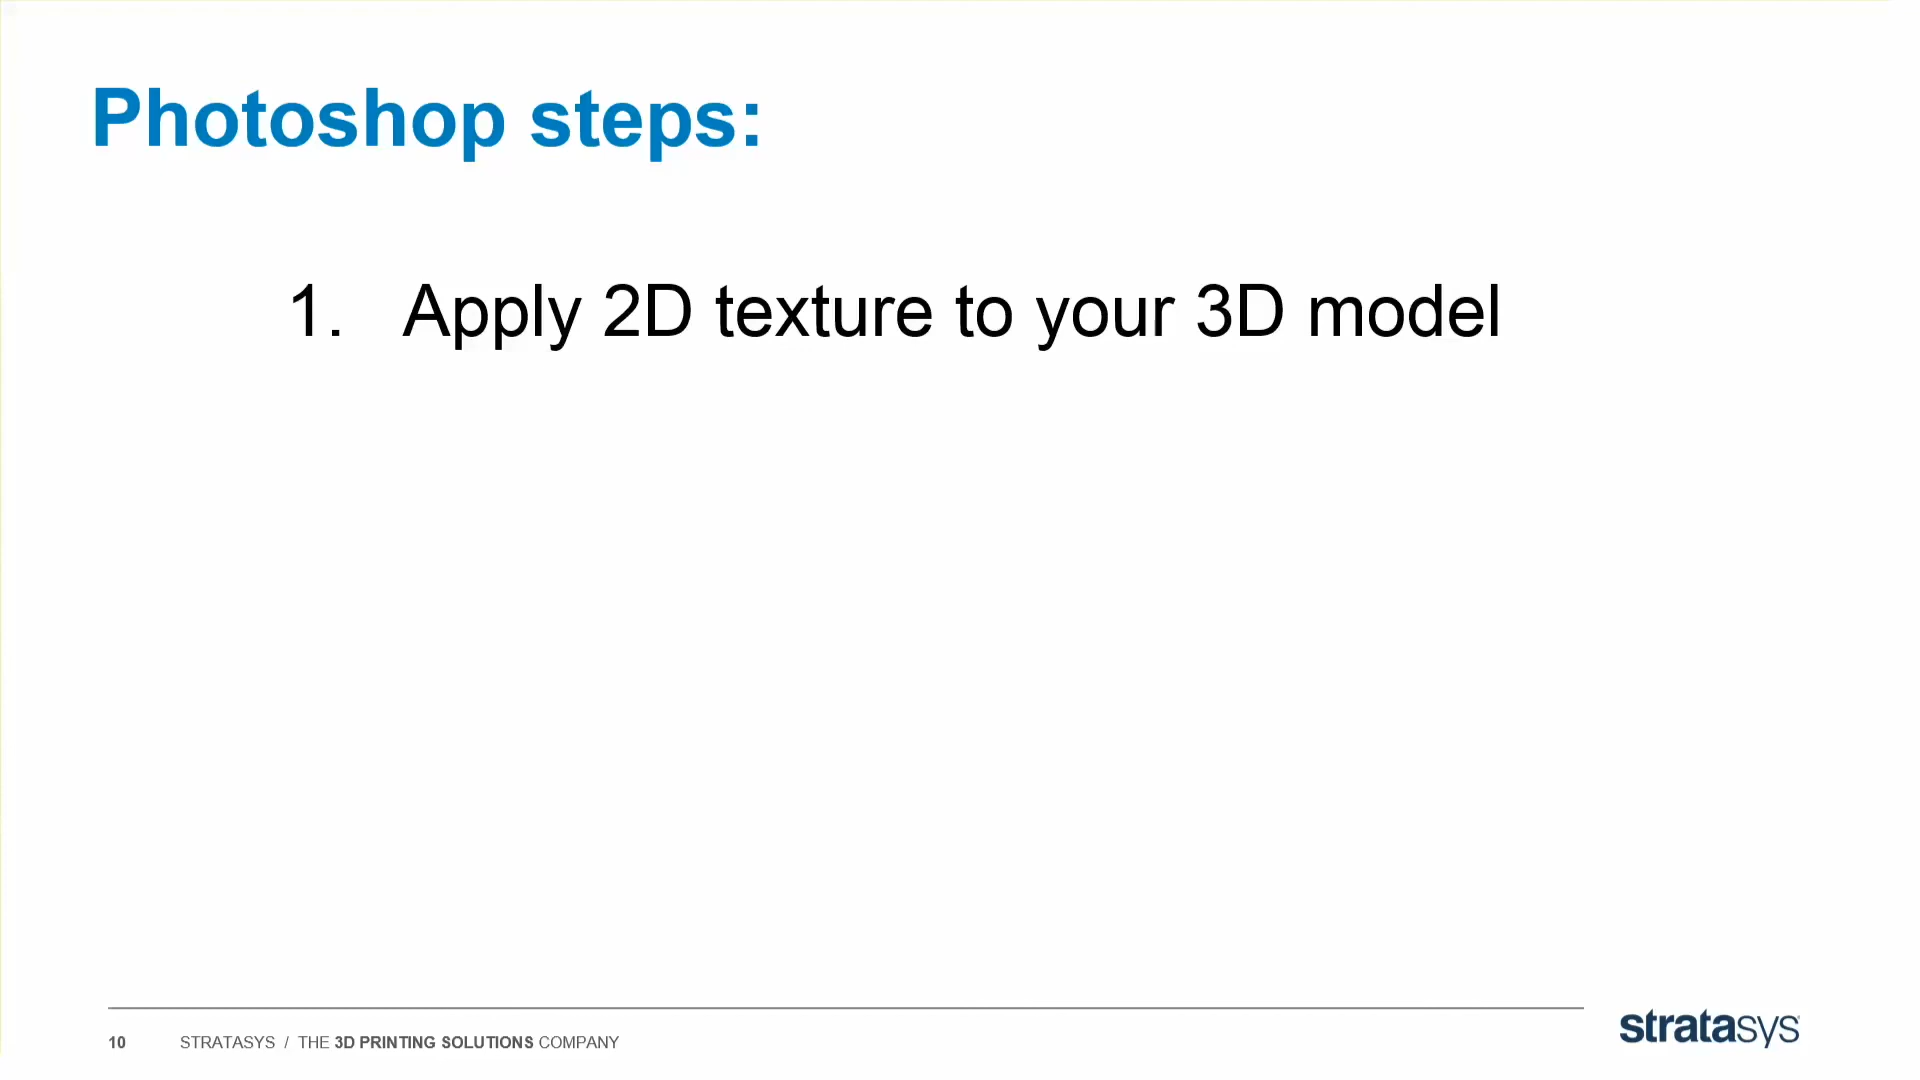 Photoshop steps:
1. Apply 2D texture to your 3D model
10 STRATASYS / THE 3D PRINTING SOLUTIONS COMPANY
stratasys